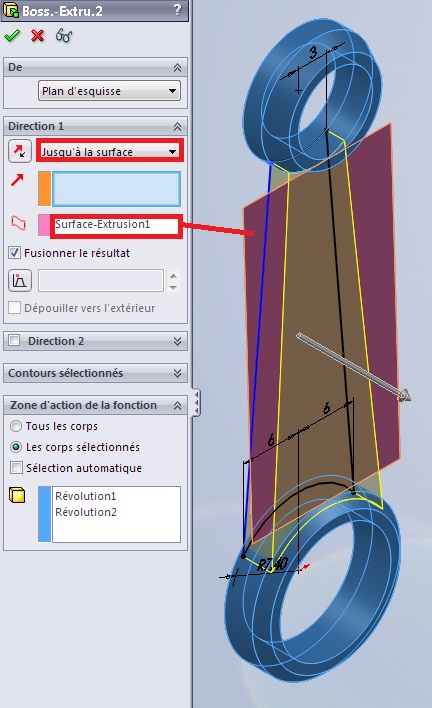 Boss.-Extru.2
?
De
Plan d'esquisse
Direction 1
Jusqu'à la surface
Surface-Extrusion1
Fusionner le résultat
Dépouiller vers l'extérieur
Direction 2
Contours sélectionnés
Zone d'action de la fonction
Tous les corps
Les corps sélectionnés
Sélection automatique
Révolution1
Révolution2
3
6
6
R7,40